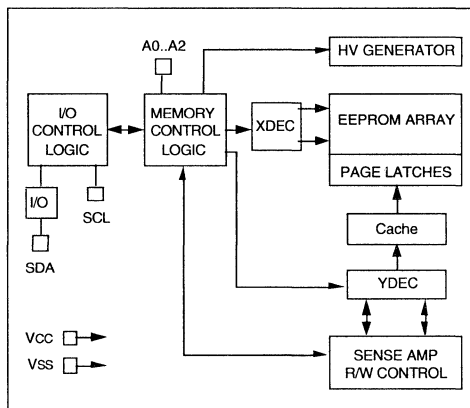 A0..A2
HV GENERATOR
I/O
CONTROL
LOGIC
MEMORY
CONTROL
LOGIC
XDEC
EEPROM ARRAY
PAGE LATCHES
I/O
SCL
SDA
Cache
YDEC
VCC
VSS
SENSE AMP
R/W CONTROL